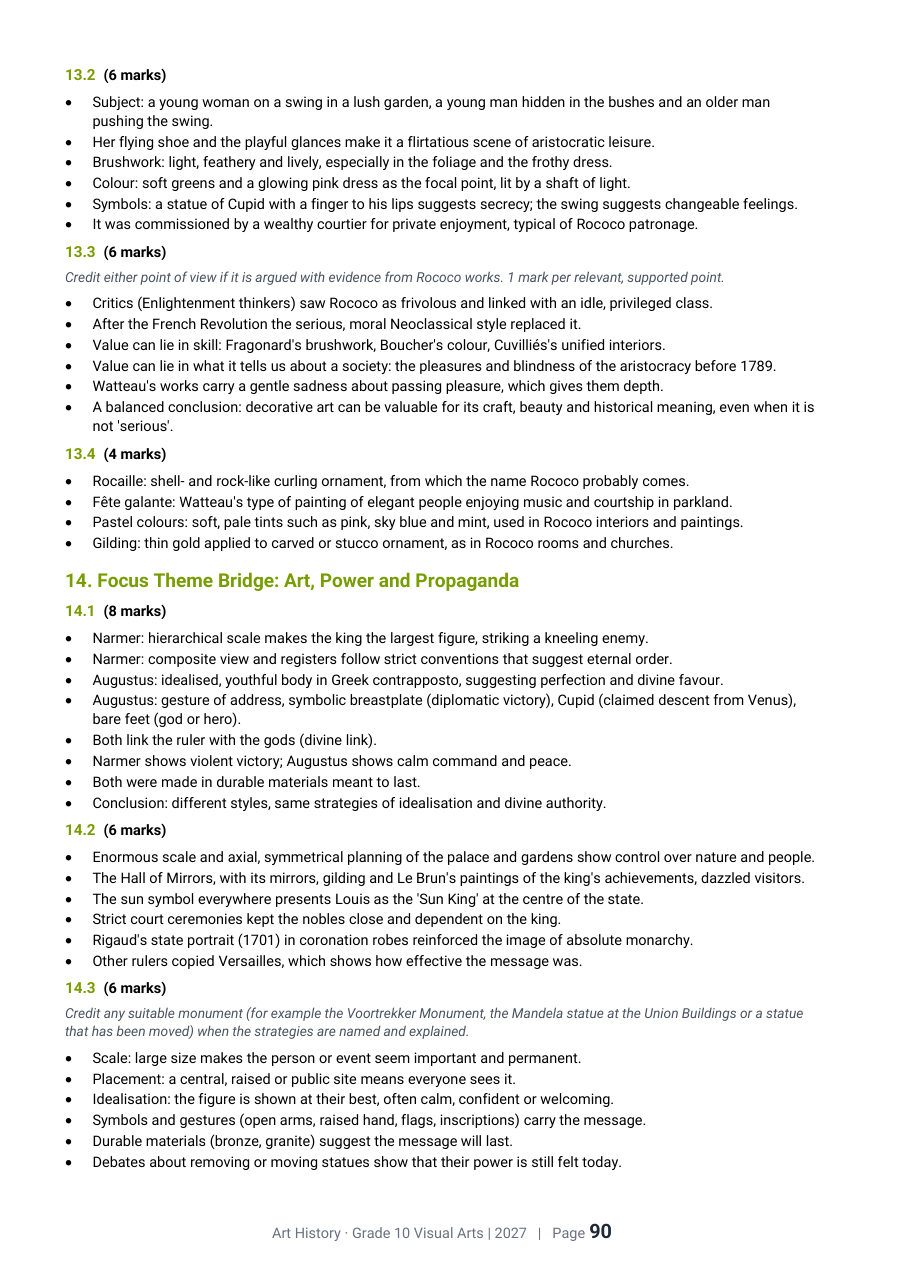 13.2 (6 marks)
• Subject: a young woman on a swing in a lush garden, a young man hidden in the bushes and an older man
pushing the swing.
• Her flying shoe and the playful glances make it a flirtatious scene of aristocratic leisure.
• Brushwork: light, feathery and lively, especially in the foliage and the frothy dress.
• Colour: soft greens and a glowing pink dress as the focal point, lit by a shaft of light.
• Symbols: a statue of Cupid with a finger to his lips suggests secrecy; the swing suggests changeable feelings.
• It was commissioned by a wealthy courtier for private enjoyment, typical of Rococo patronage.
13.3 (6 marks)
Credit either point of view if it is argued with evidence from Rococo works. 1 mark per relevant, supported point.
• Critics (Enlightenment thinkers) saw Rococo as frivolous and linked with an idle, privileged class.
• After the French Revolution the serious, moral Neoclassical style replaced it.
• Value can lie in skill: Fragonard's brushwork, Boucher's colour, Cuvilliés's unified interiors.
• Value can lie in what it tells us about a society: the pleasures and blindness of the aristocracy before 1789.
• Watteau's works carry a gentle sadness about passing pleasure, which gives them depth.
• A balanced conclusion: decorative art can be valuable for its craft, beauty and historical meaning, even when it is
not 'serious'.
13.4 (4 marks)
• Rocaille: shell- and rock-like curling ornament, from which the name Rococo probably comes.
• Fête galante: Watteau's type of painting of elegant people enjoying music and courtship in parkland.
• Pastel colours: soft, pale tints such as pink, sky blue and mint, used in Rococo interiors and paintings.
• Gilding: thin gold applied to carved or stucco ornament, as in Rococo rooms and churches.
14. Focus Theme Bridge: Art, Power and Propaganda
14.1 (8 marks)
• Narmer: hierarchical scale makes the king the largest figure, striking a kneeling enemy.
• Narmer: composite view and registers follow strict conventions that suggest eternal order.
• Augustus: idealised, youthful body in Greek contrapposto, suggesting perfection and divine favour.
• Augustus: gesture of address, symbolic breastplate (diplomatic victory), Cupid (claimed descent from Venus),
bare feet (god or hero).
• Both link the ruler with the gods (divine link).
• Narmer shows violent victory; Augustus shows calm command and peace.
• Both were made in durable materials meant to last.
• Conclusion: different styles, same strategies of idealisation and divine authority.
14.2 (6 marks)
• Enormous scale and axial, symmetrical planning of the palace and gardens show control over nature and people.
• The Hall of Mirrors, with its mirrors, gilding and Le Brun's paintings of the king's achievements, dazzled visitors.
• The sun symbol everywhere presents Louis as the 'Sun King' at the centre of the state.
• Strict court ceremonies kept the nobles close and dependent on the king.
• Rigaud's state portrait (1701) in coronation robes reinforced the image of absolute monarchy.
• Other rulers copied Versailles, which shows how effective the message was.
14.3 (6 marks)
Credit any suitable monument (for example the Voortrekker Monument, the Mandela statue at the Union Buildings or a statue
that has been moved) when the strategies are named and explained.
• Scale: large size makes the person or event seem important and permanent.
• Placement: a central, raised or public site means everyone sees it.
• Idealisation: the figure is shown at their best, often calm, confident or welcoming.
• Symbols and gestures (open arms, raised hand, flags, inscriptions) carry the message.
• Durable materials (bronze, granite) suggest the message will last.
• Debates about removing or moving statues show that their power is still felt today.
Art History · Grade 10 Visual Arts | 2027 | Page 90